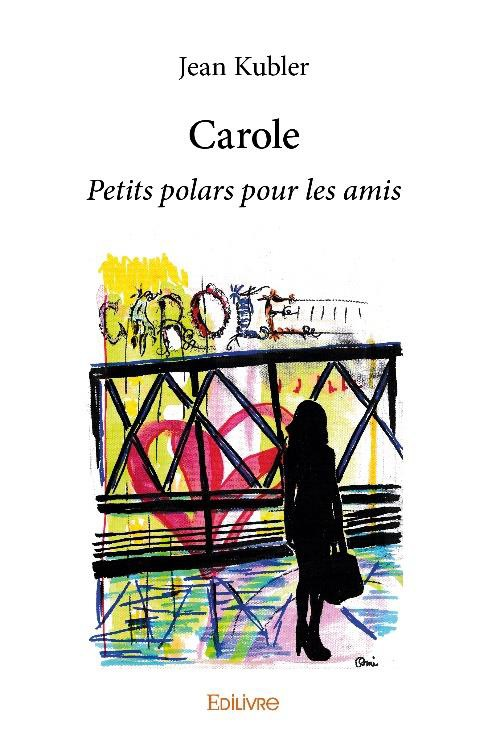 Jean Kubler
Carole
Petits polars pour les amis
CAROLE
EDILIVRE